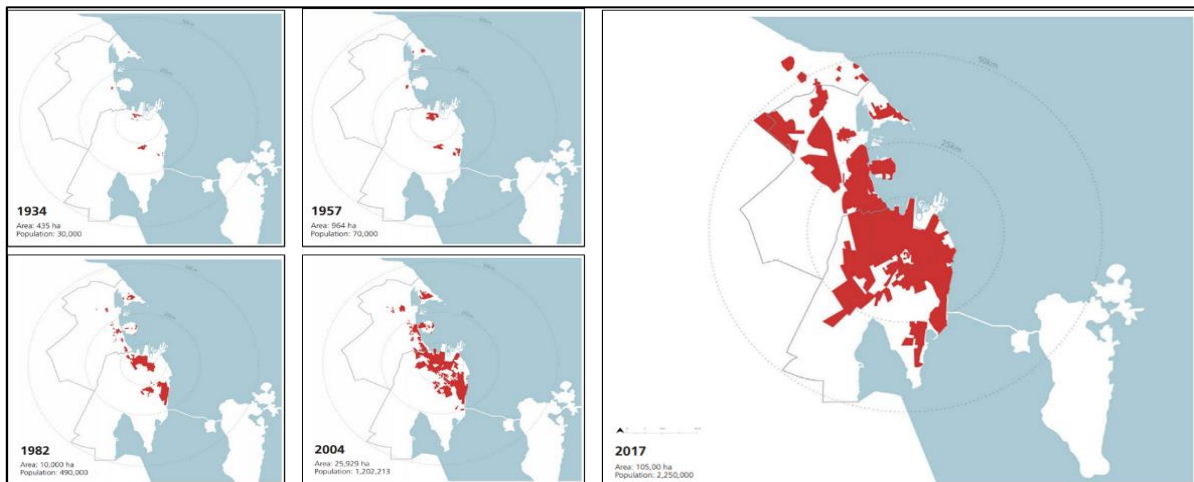 1934
Area: 435 ha
Population: 30,000
1957
Area: 964 ha
Population: 70,000
50km
25km
1982
Area: 10,000 ha
Population: 490,000
2004
Area: 25,929 ha
Population: 1,202,213
2017
Area: 105,00 ha
Population: 2,250,000